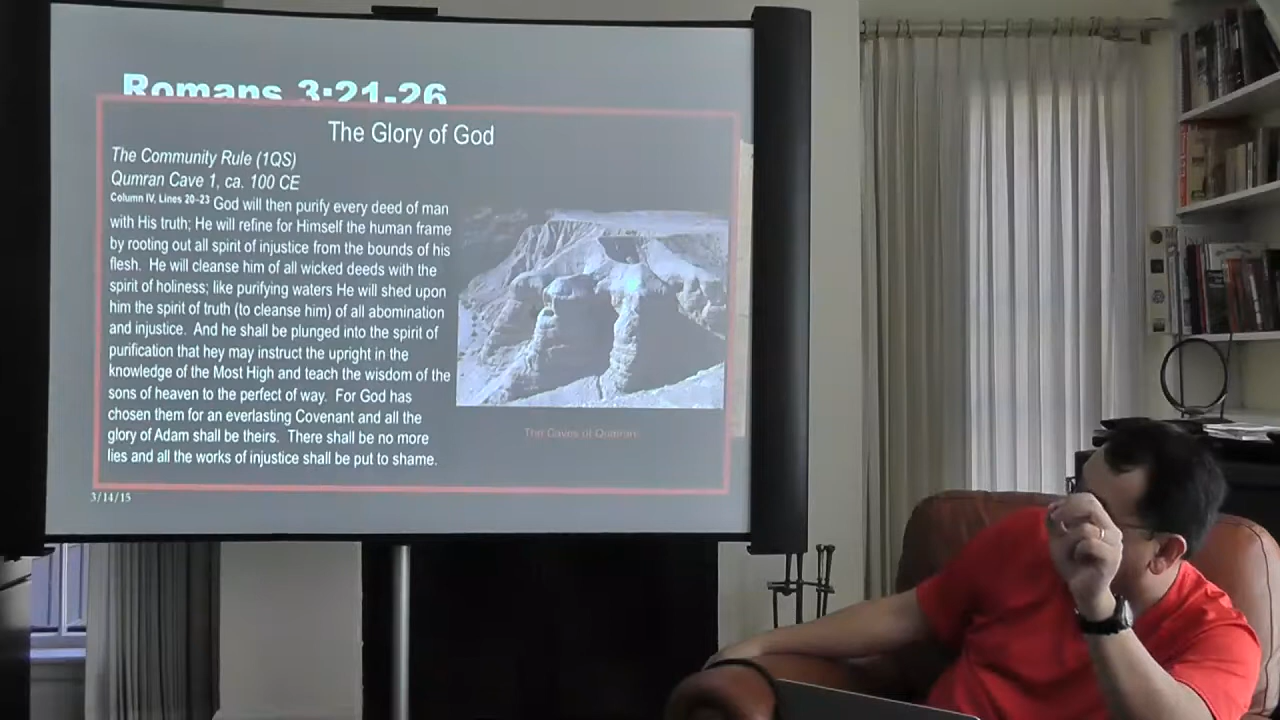 Romans 3:21-26
The Glory of God
The Community Rule (1QS)
Qumran Cave 1, ca. 100 CE
Column IV, Lines 20-23 God will then purify every deed of man
with His truth; He will refine for Himself the human frame
by rooting out all spirit of injustice from the bounds of his
flesh. He will cleanse him of all wicked deeds with the
spirit of holiness; like purifying waters He will shed upon
him the spirit of truth (to cleanse him) of all abomination
and injustice. And he shall be plunged into the spirit of
purification that hey may instruct the upright in the
knowledge of the Most High and teach the wisdom of the
sons of heaven to the perfect of way. For God has
chosen them for an everlasting Covenant and all the
glory of Adam shall be theirs. There shall be no more
lies and all the works of injustice shall be put to shame.
The Caves of Qumran
3/14/15